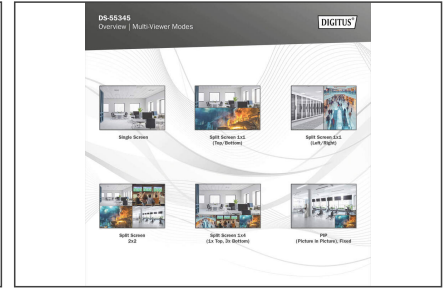 DS-55345
Overview | Multi-Viewer Modes
DIGITUS®
Single Screen
Split Screen 1x1
(Top/Bottom)
Split Screen 1x1
(Left/Right)
Split Screen
2x2
Split Screen 1x4
(1x Top, 3x Bottom)
PiP
(Picture in Picture), Fixed